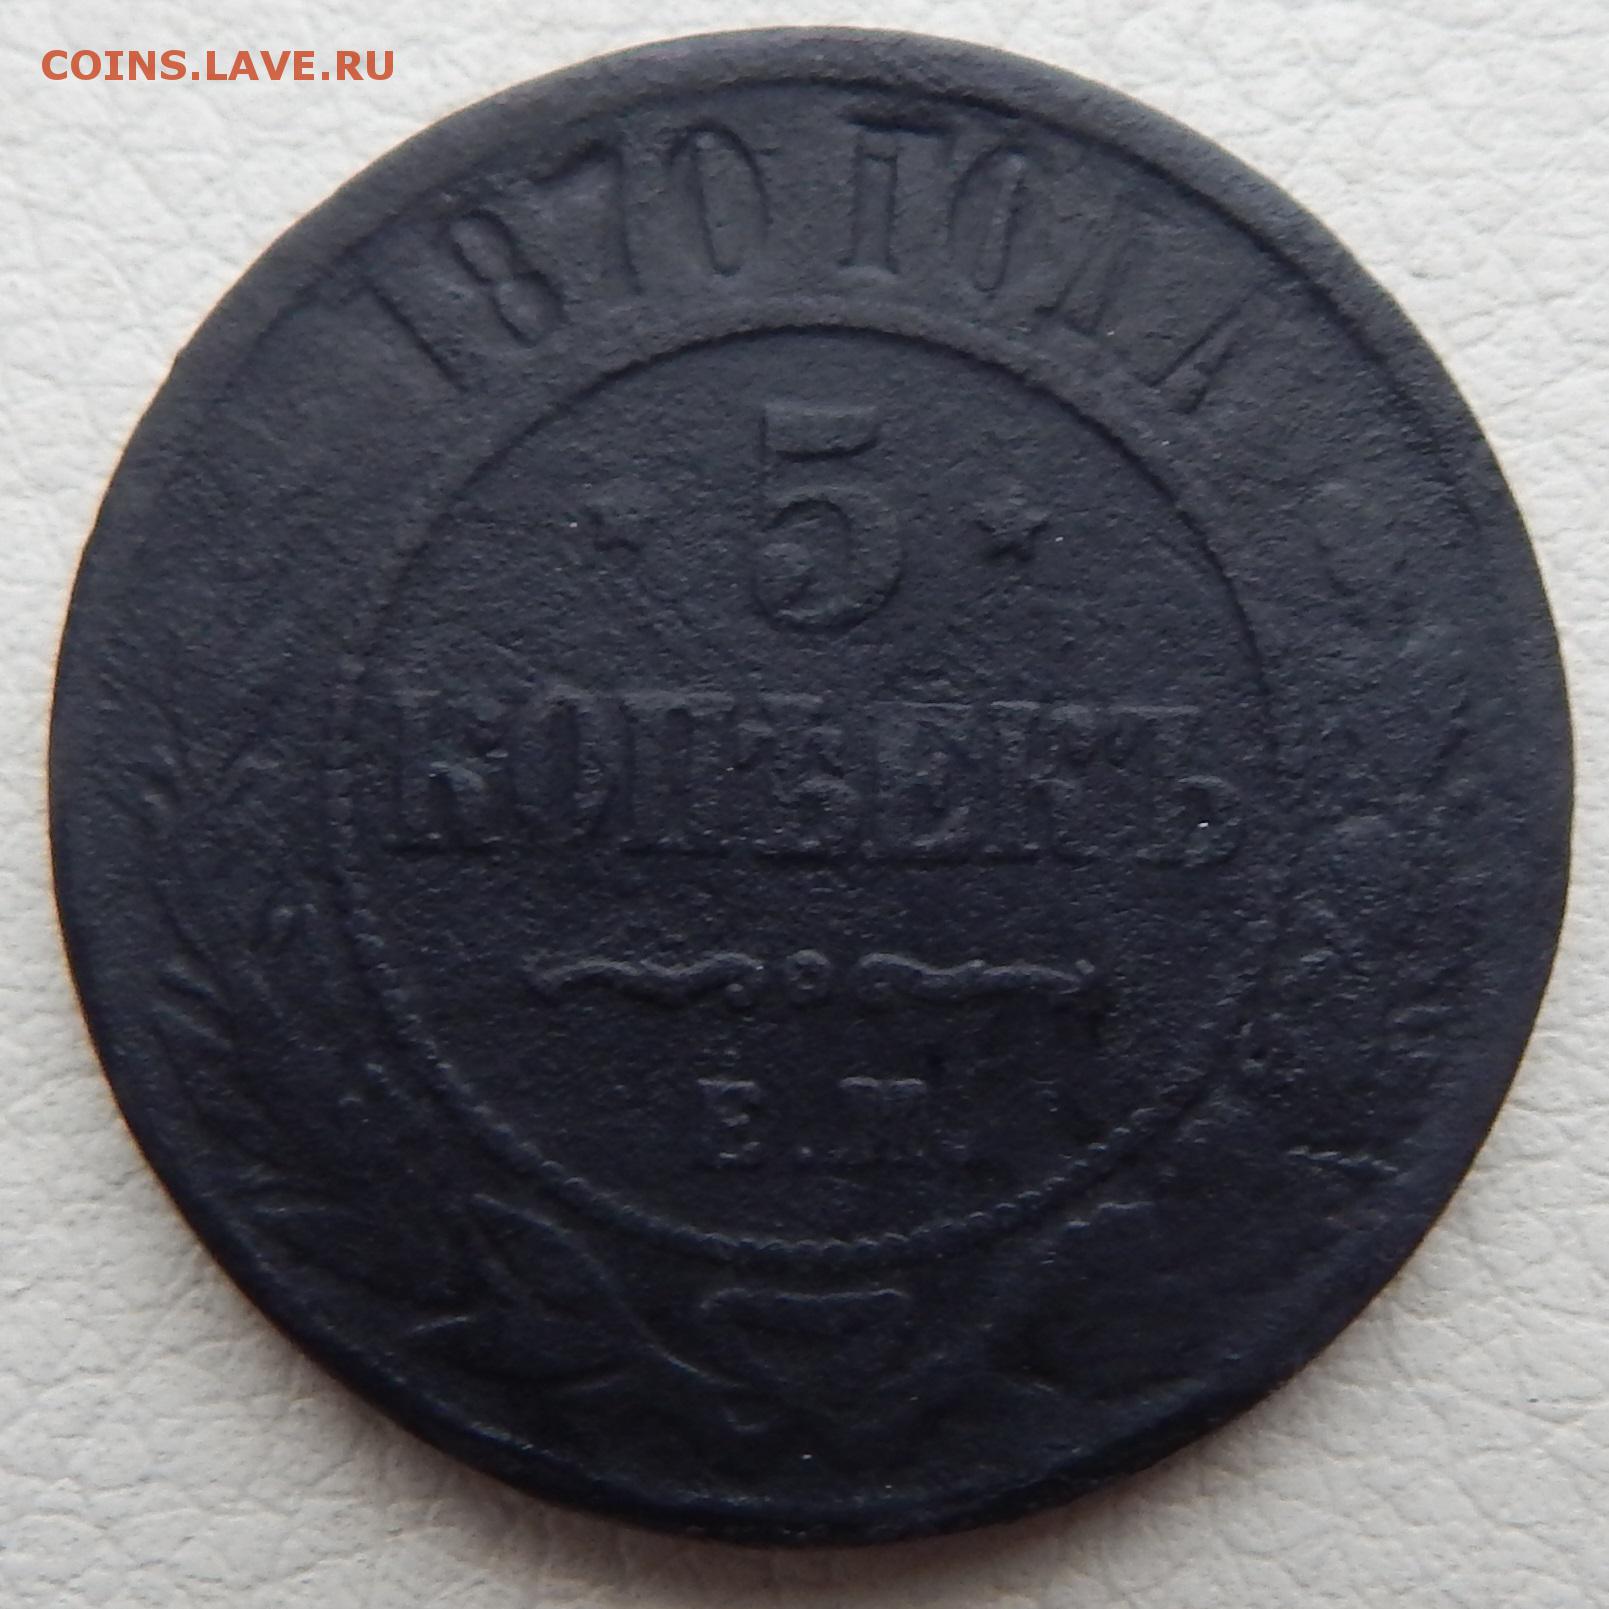 COINS.LAVE.RU
1870 ГОДА
5
КОПѢЕКЪ
Е.М.